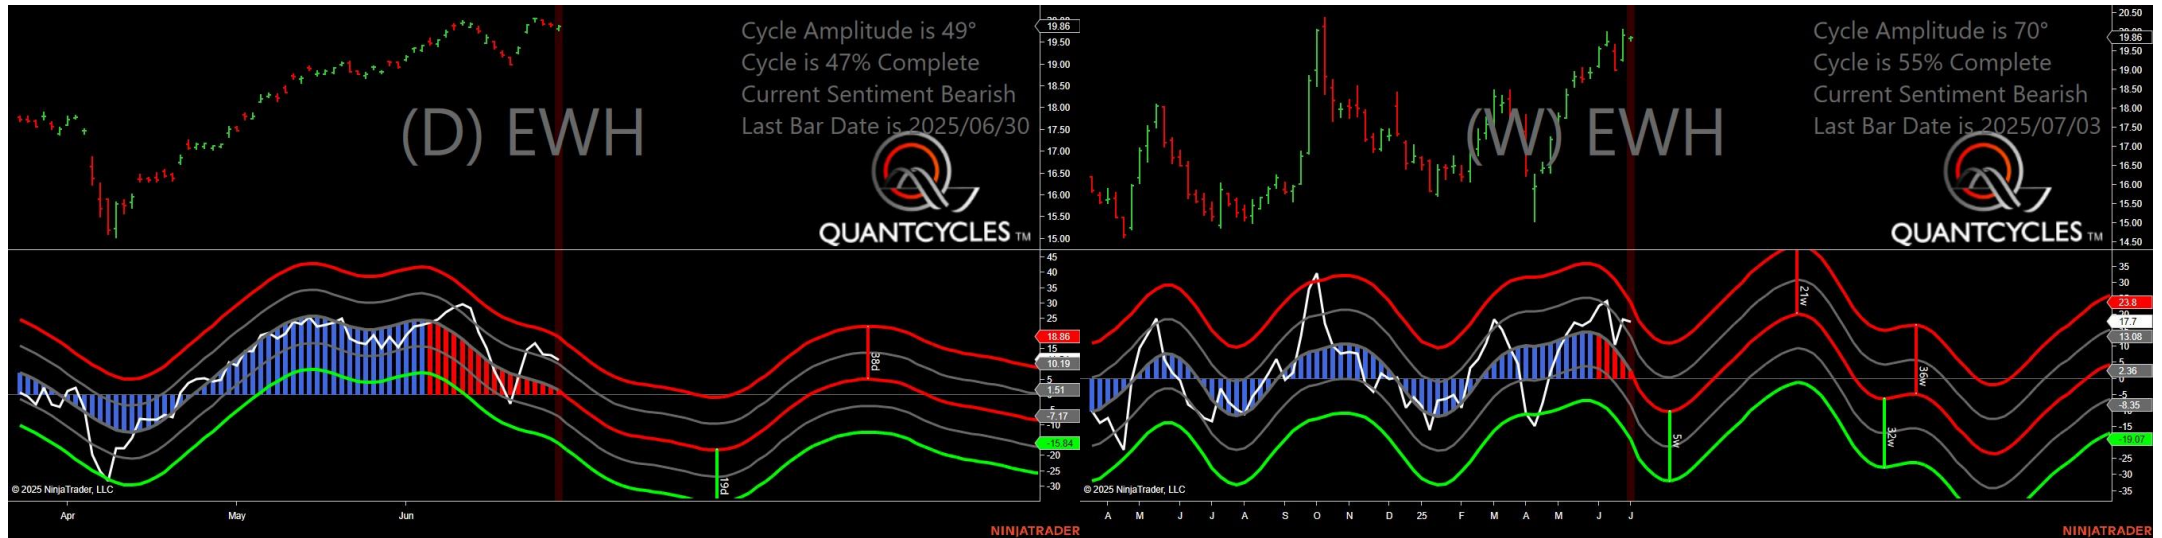 Cycle Amplitude is 49°
Cycle is 47% Complete
Current Sentiment Bearish
Last Bar Date is 2025/06/30
(D) EWH
QUANTCYCLES TM
19.86
19.50
19.00
18.50
18.00
17.50
17.00
16.50
16.00
15.50
15.00
45
40
35
30
25
18.86
15
10.19
5
1.51
-7.17
-15.84
-20
-25
-30
38d
19d
© 2025 NinjaTrader, LLC
Apr May Jun
NINJATRADER
Cycle Amplitude is 70°
Cycle is 55% Complete
Current Sentiment Bearish
Last Bar Date is 2025/07/03
(W) EWH
QUANTCYCLES TM
20.50
19.86
19.50
19.00
18.50
18.00
17.50
17.00
16.50
16.00
15.50
15.00
14.50
35
30
23.8
17.7
13.08
10
5
2.36
-5
-8.35
-15
-19.07
-25
-30
-35
21w
36w
5w
32w
© 2025 NinjaTrader, LLC
A M J J A S O N D 25 F M A M J J
NINJATRADER